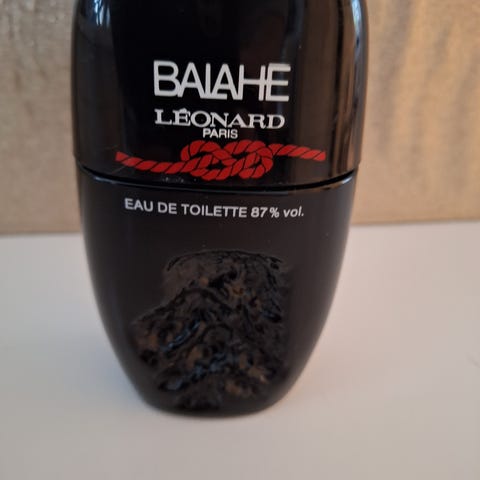 BALAHE
LÉONARD
PARIS
EAU DE TOILETTE 87% vol.